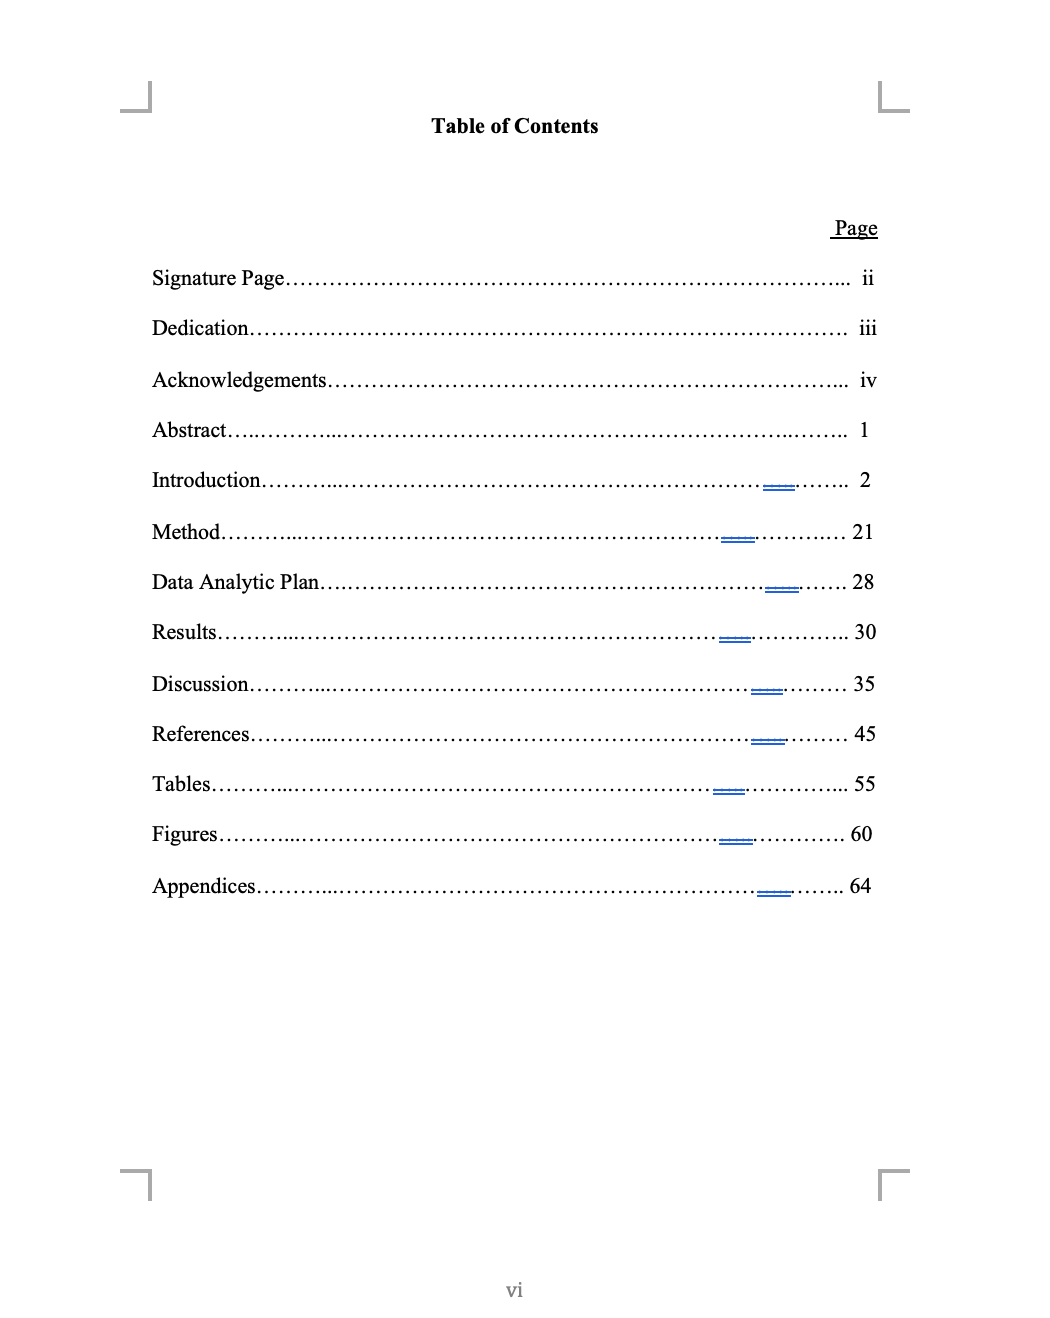 Table of Contents
Page
Signature Page…………………………………………………………………... ii
Dedication………………………………………………………………………. iii
Acknowledgements……………………………………………………………... iv
Abstract…..………...……………………………………………………..…….. 1
Introduction………...…………………………………………………………….. 2
Method………...……………………………………………………………….… 21
Data Analytic Plan…..…………………………………………………………. 28
Results………...………………………………………………………………….. 30
Discussion………...……………………………………………………………… 35
References………...……………………………………………………………… 45
Tables………...…………………………………………………………………... 55
Figures………...…………………………………………………………………. 60
Appendices………...…………………………………………………………….. 64
vi